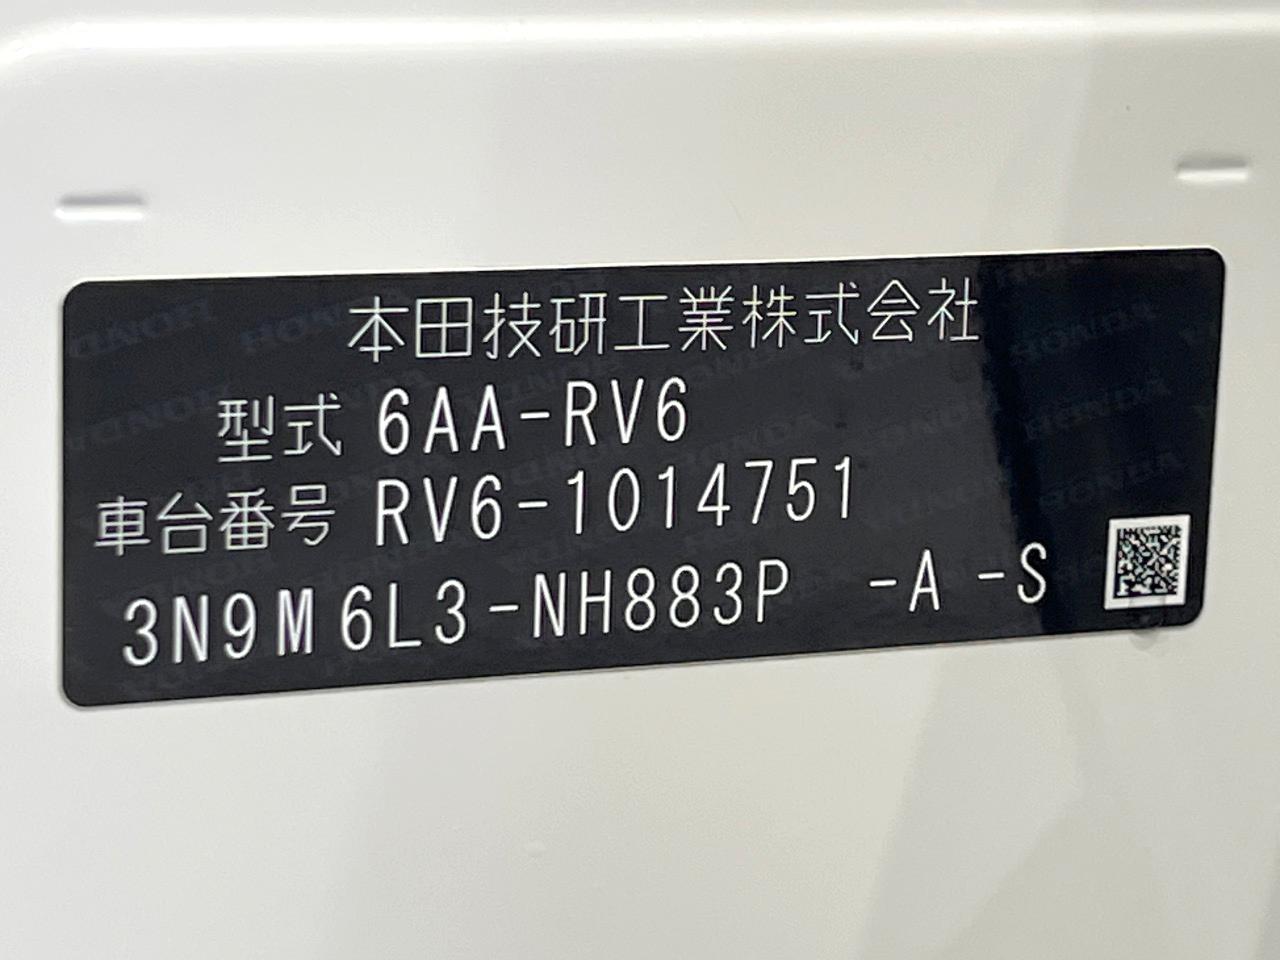 本田技研工業株式会社
型式 6AA-RV6
車台番号 RV6-1014751
3N9M6L3-NH883P -A -S